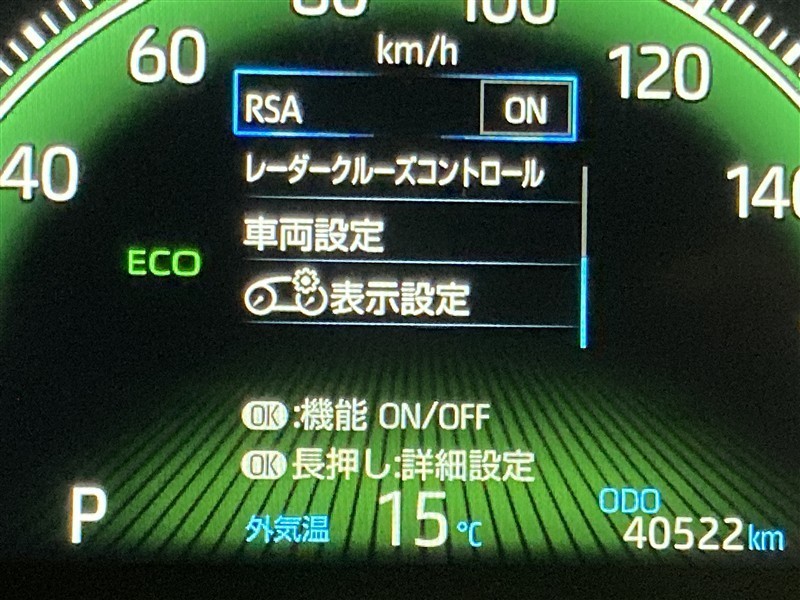 80
100
60
km/h
120
RSA
ON
40
レーダークルーズコントロール
140
車両設定
ECO
表示設定
OK:機能 ON/OFF
OK長押し:詳細設定
P
外気温 15℃
ODO
40522km